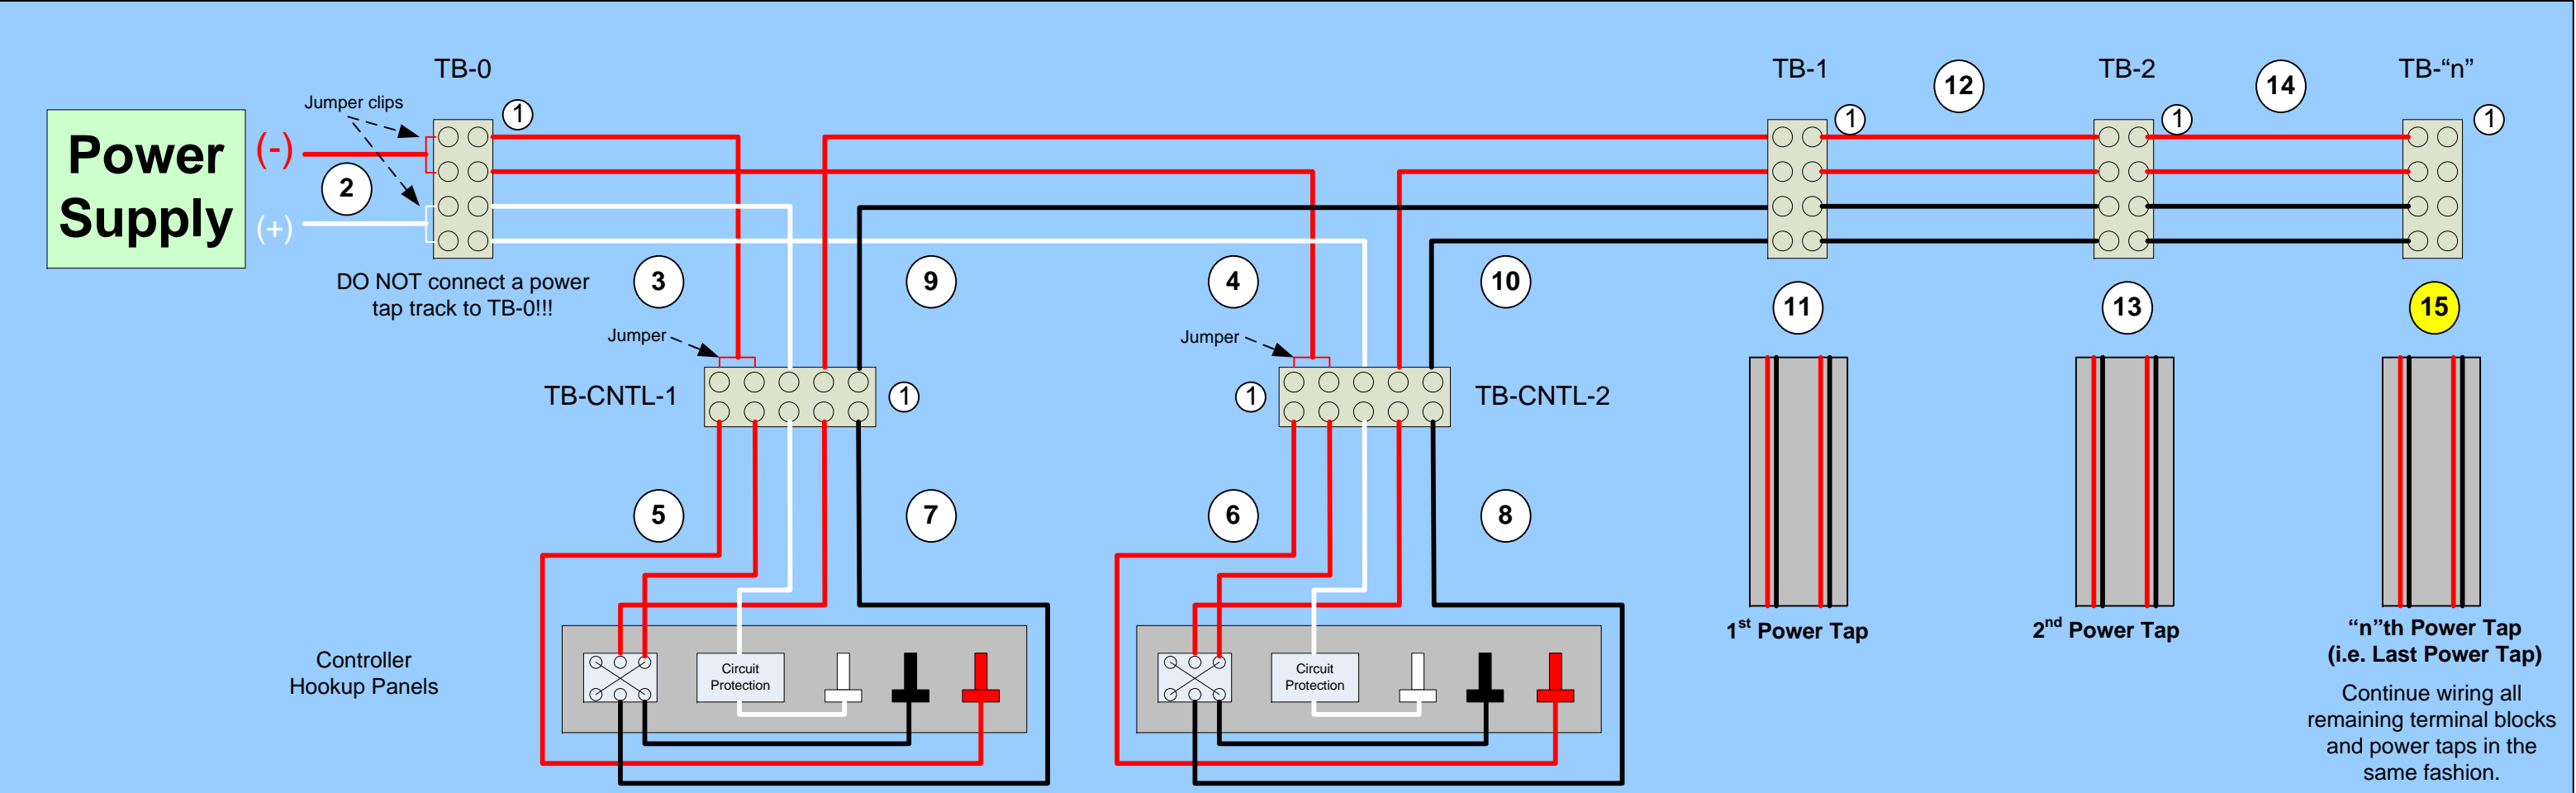 TB-0
TB-1
12
TB-2
14
TB-“n”
Jumper clips
1
1
1
1
Power
Supply
(-)
2
(+)
DO NOT connect a power
tap track to TB-0!!!
3
9
4
10
11
13
15
Jumper
Jumper
TB-CNTL-1
1
1
TB-CNTL-2
5
7
6
8
1st Power Tap
2nd Power Tap
“n”th Power Tap
(i.e. Last Power Tap)
Continue wiring all
remaining terminal blocks
and power taps in the
same fashion.
Controller
Hookup Panels
Circuit
Protection
Circuit
Protection